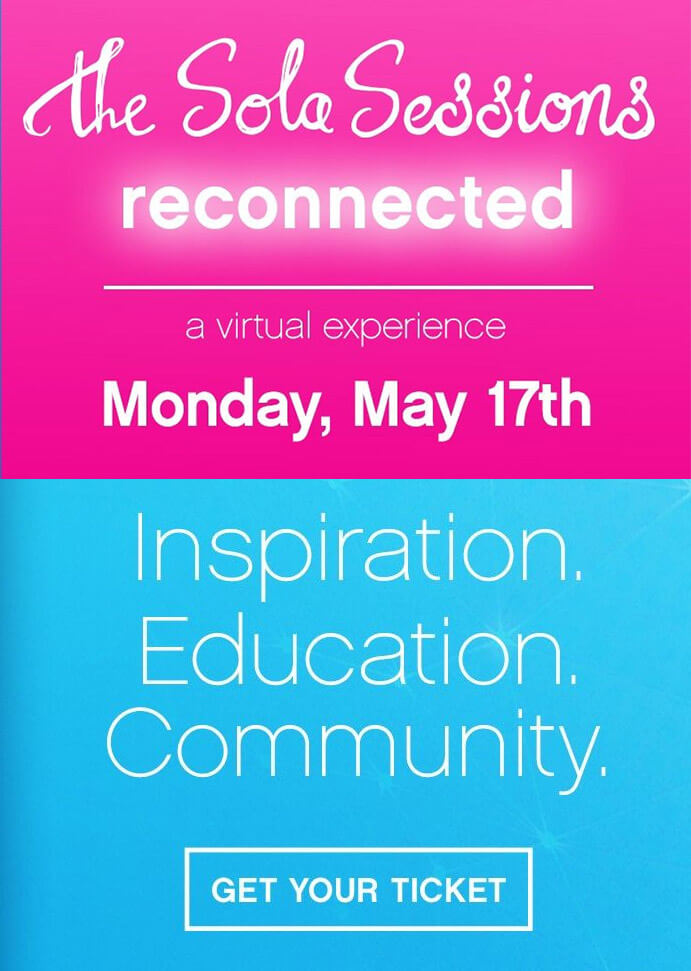 the Sola Sessions
reconnected
a virtual experience
Monday, May 17th
Inspiration.
Education.
Community.
GET YOUR TICKET